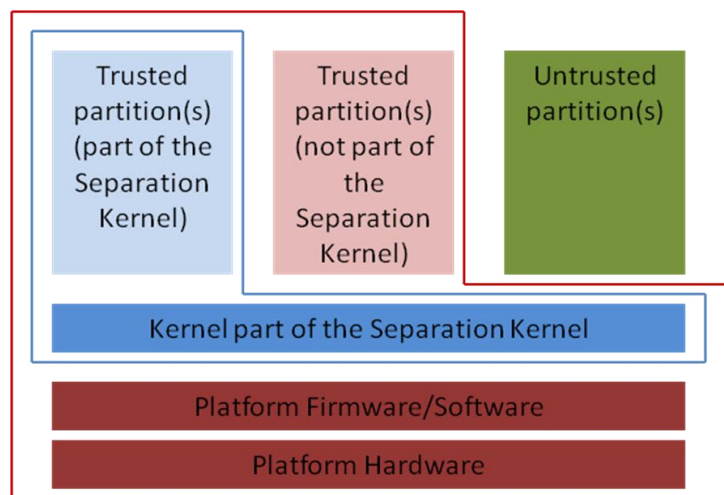 Trusted
partition(s)
(part of the
Separation
Kernel)
Trusted
partition(s)
(not part of
the
Separation
Kernel)
Untrusted
partition(s)
Kernel part of the Separation Kernel
Platform Firmware/Software
Platform Hardware